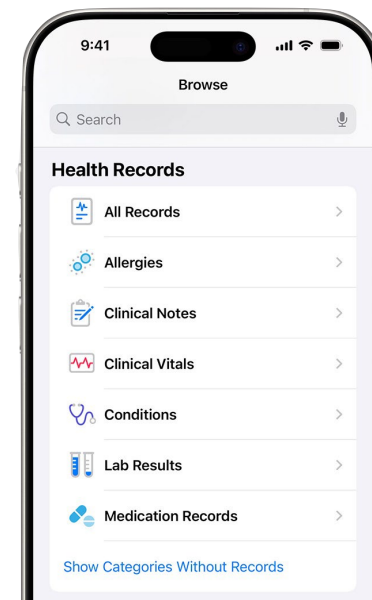 9:41
Browse
Search
Health Records
All Records
Allergies
Clinical Notes
Clinical Vitals
Conditions
Lab Results
Medication Records
Show Categories Without Records